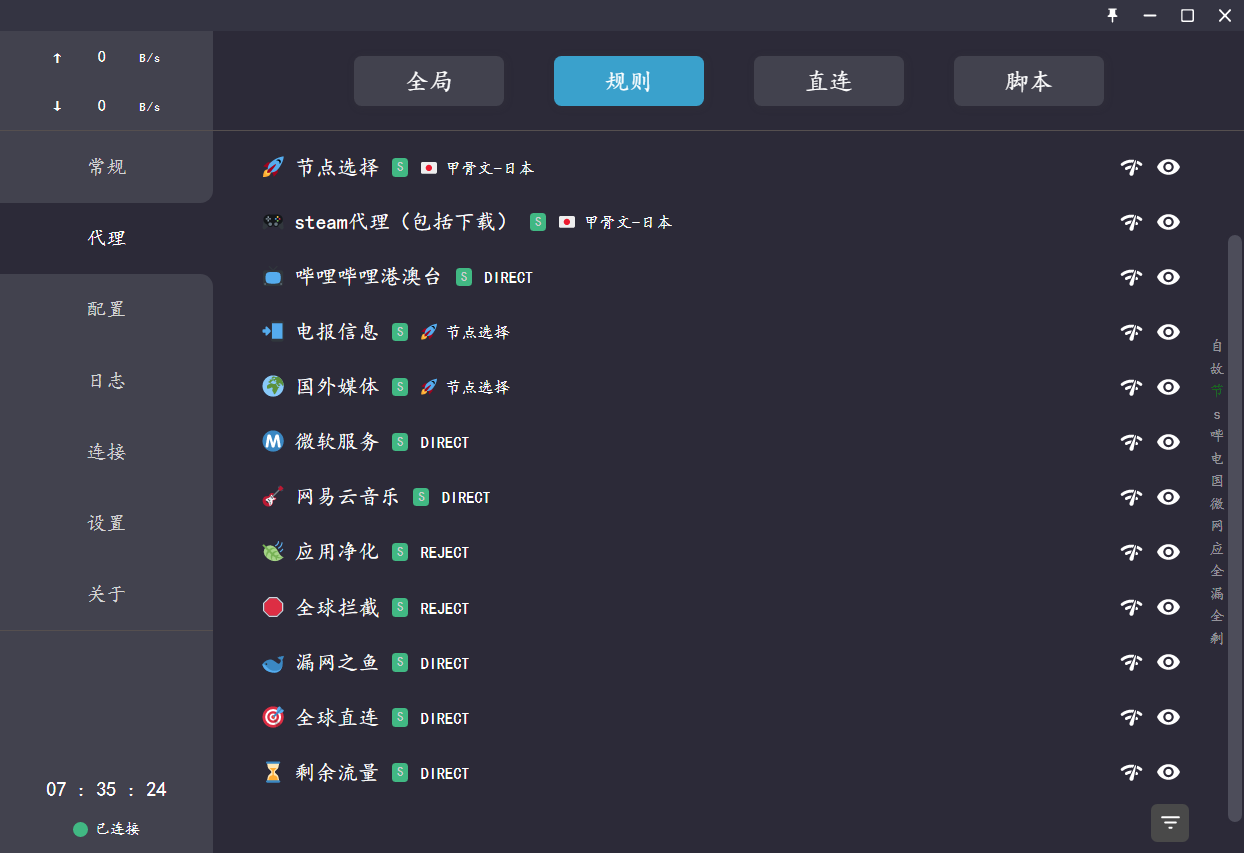 ↑ 0 B/s
↓ 0 B/s
常规
代理
配置
日志
连接
设置
关于
07 : 35 : 24
已连接
全局 规则 直连 脚本
节点选择 S 甲骨文-日本
steam代理（包括下载） S 甲骨文-日本
哔哩哔哩港澳台 S DIRECT
电报信息 S 节点选择
国外媒体 S 节点选择
M 微软服务 S DIRECT
网易云音乐 S DIRECT
应用净化 S REJECT
全球拦截 S REJECT
漏网之鱼 S DIRECT
全球直连 S DIRECT
剩余流量 S DIRECT
自
故
节
s
哔
电
国
微
网
应
全
漏
全
剩